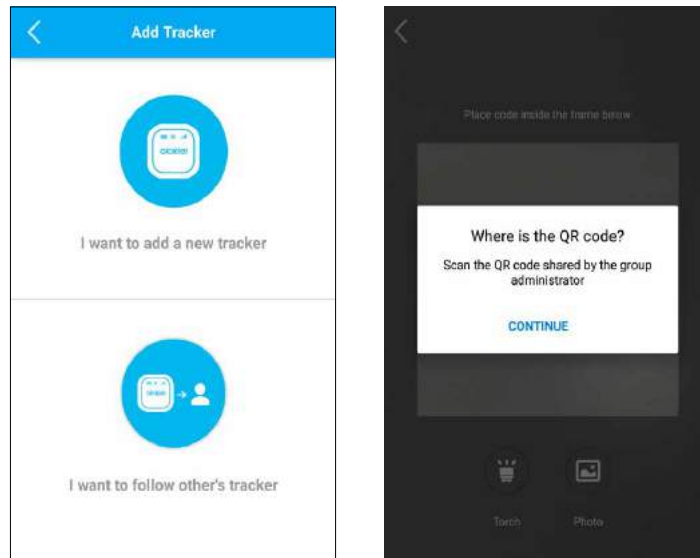 Add Tracker
alcatel
I want to add a new tracker
I want to follow other's tracker
Place code inside the frame below
Where is the QR code?
Scan the QR code shared by the group
administrator
CONTINUE
Torch
Photo